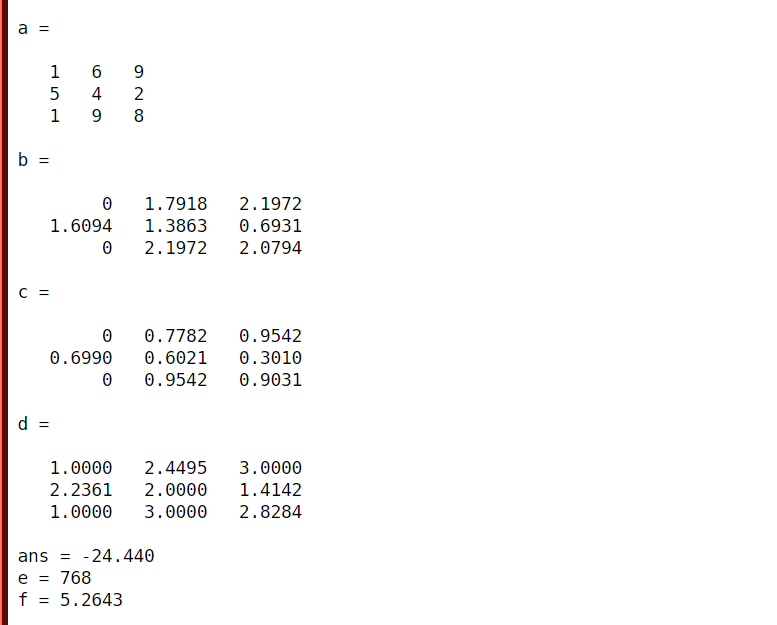 a =
1 6 9
5 4 2
1 9 8
b =
0 1.7918 2.1972
1.6094 1.3863 0.6931
0 2.1972 2.0794
c =
0 0.7782 0.9542
0.6990 0.6021 0.3010
0 0.9542 0.9031
d =
1.0000 2.4495 3.0000
2.2361 2.0000 1.4142
1.0000 3.0000 2.8284
ans = -24.440
e = 768
f = 5.2643